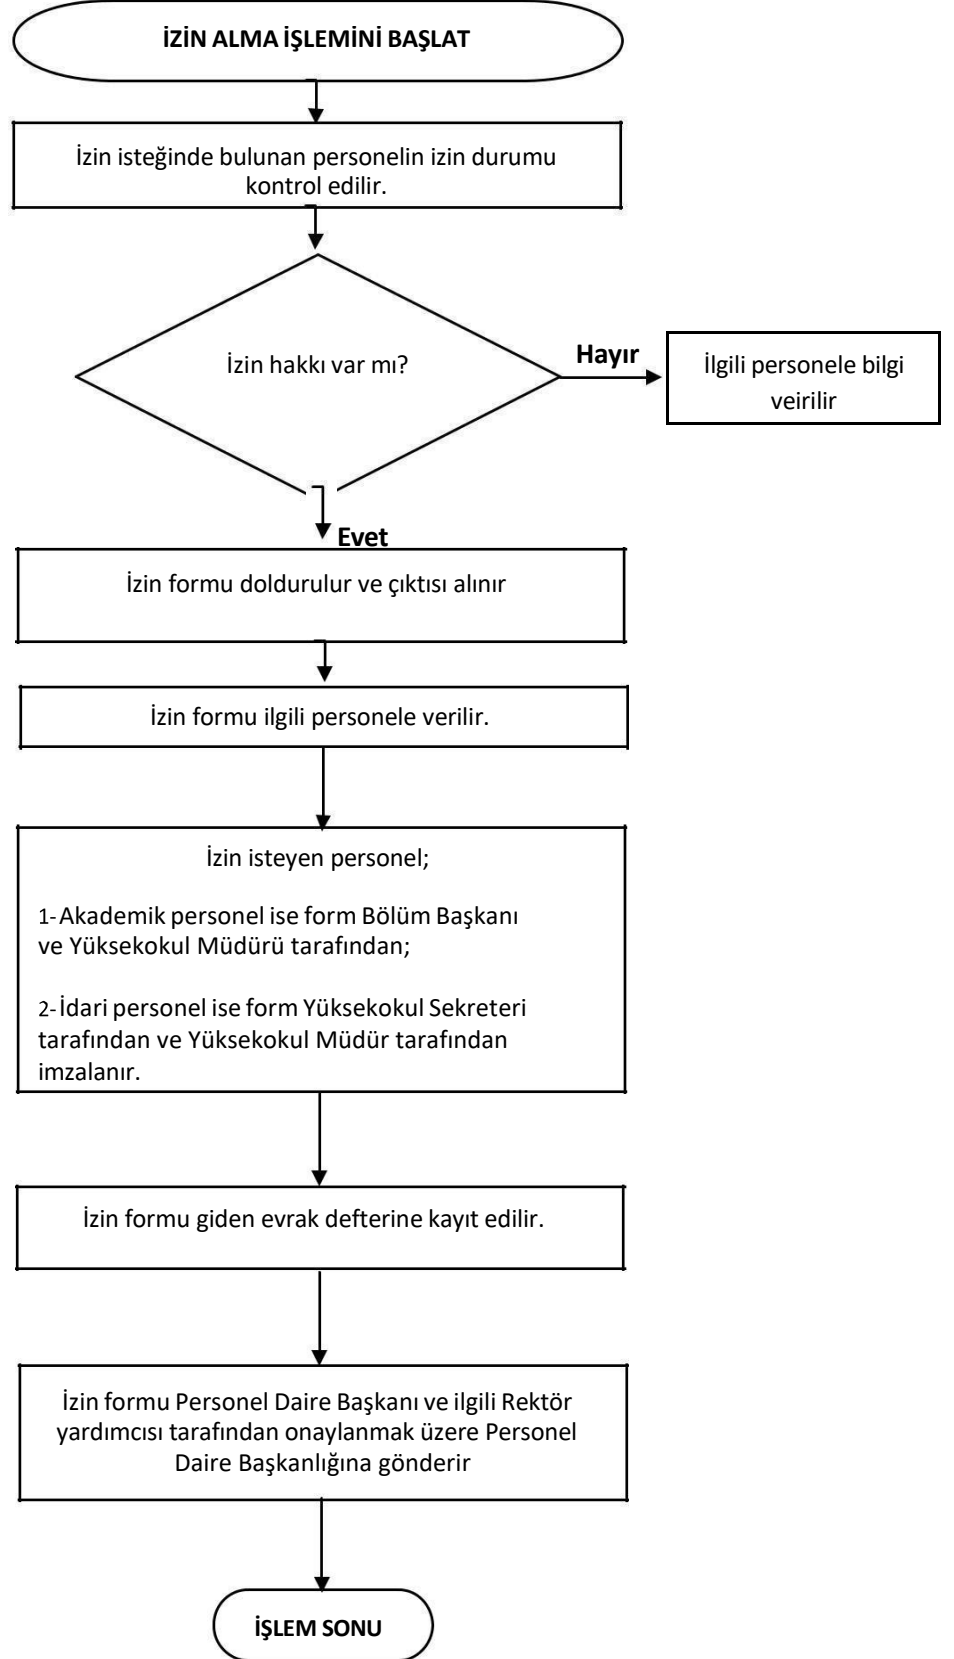 İZİN ALMA İŞLEMİNİ BAŞLAT
İzin isteğinde bulunan personelin izin durumu
kontrol edilir.
İzin hakkı var mı?
Hayır
İlgili personele bilgi
veirilir
Evet
İzin formu doldurulur ve çıktısı alınır
İzin formu ilgili personele verilir.
İzin isteyen personel;
1-Akademik personel ise form Bölüm Başkanı
ve Yüksekokul Müdürü tarafından;
2-İdari personel ise form Yüksekokul Sekreteri
tarafından ve Yüksekokul Müdür tarafından
imzalanır.
İzin formu giden evrak defterine kayıt edilir.
İzin formu Personel Daire Başkanı ve ilgili Rektör
yardımcısı tarafından onaylanmak üzere Personel
Daire Başkanlığına gönderir
İŞLEM SONU